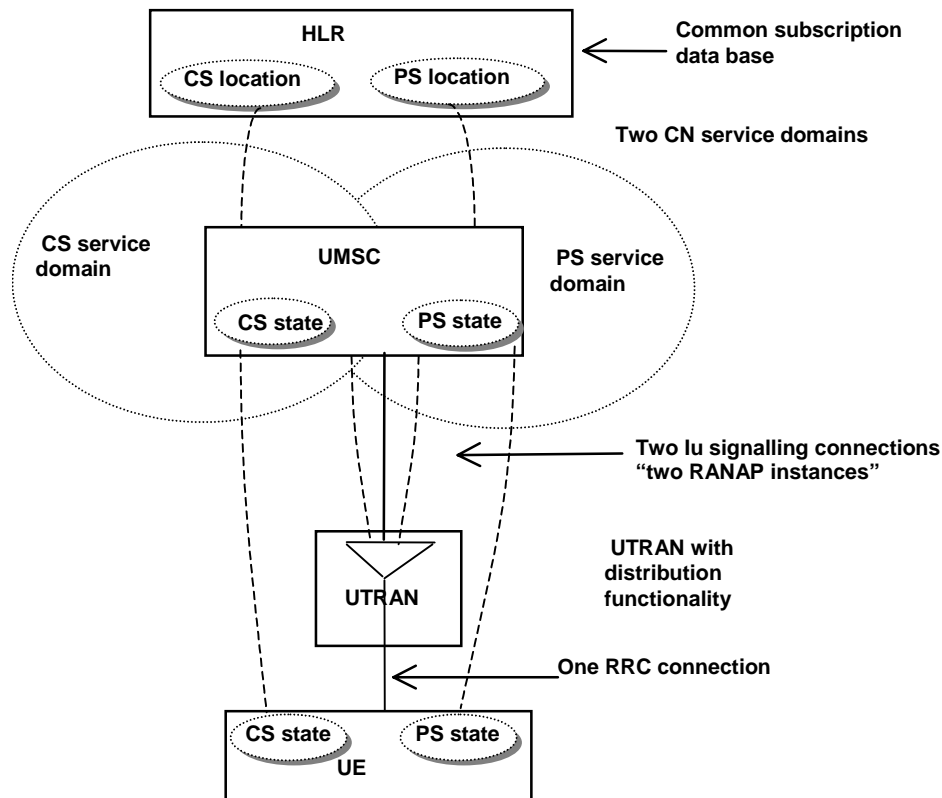 HLR
Common subscription
data base
CS location
PS location
Two CN service domains
CS service
domain
UMSC
PS service
domain
CS state
PS state
Two Iu signalling connections
“two RANAP instances”
UTRAN with
distribution
functionality
UTRAN
One RRC connection
CS state
PS state
UE